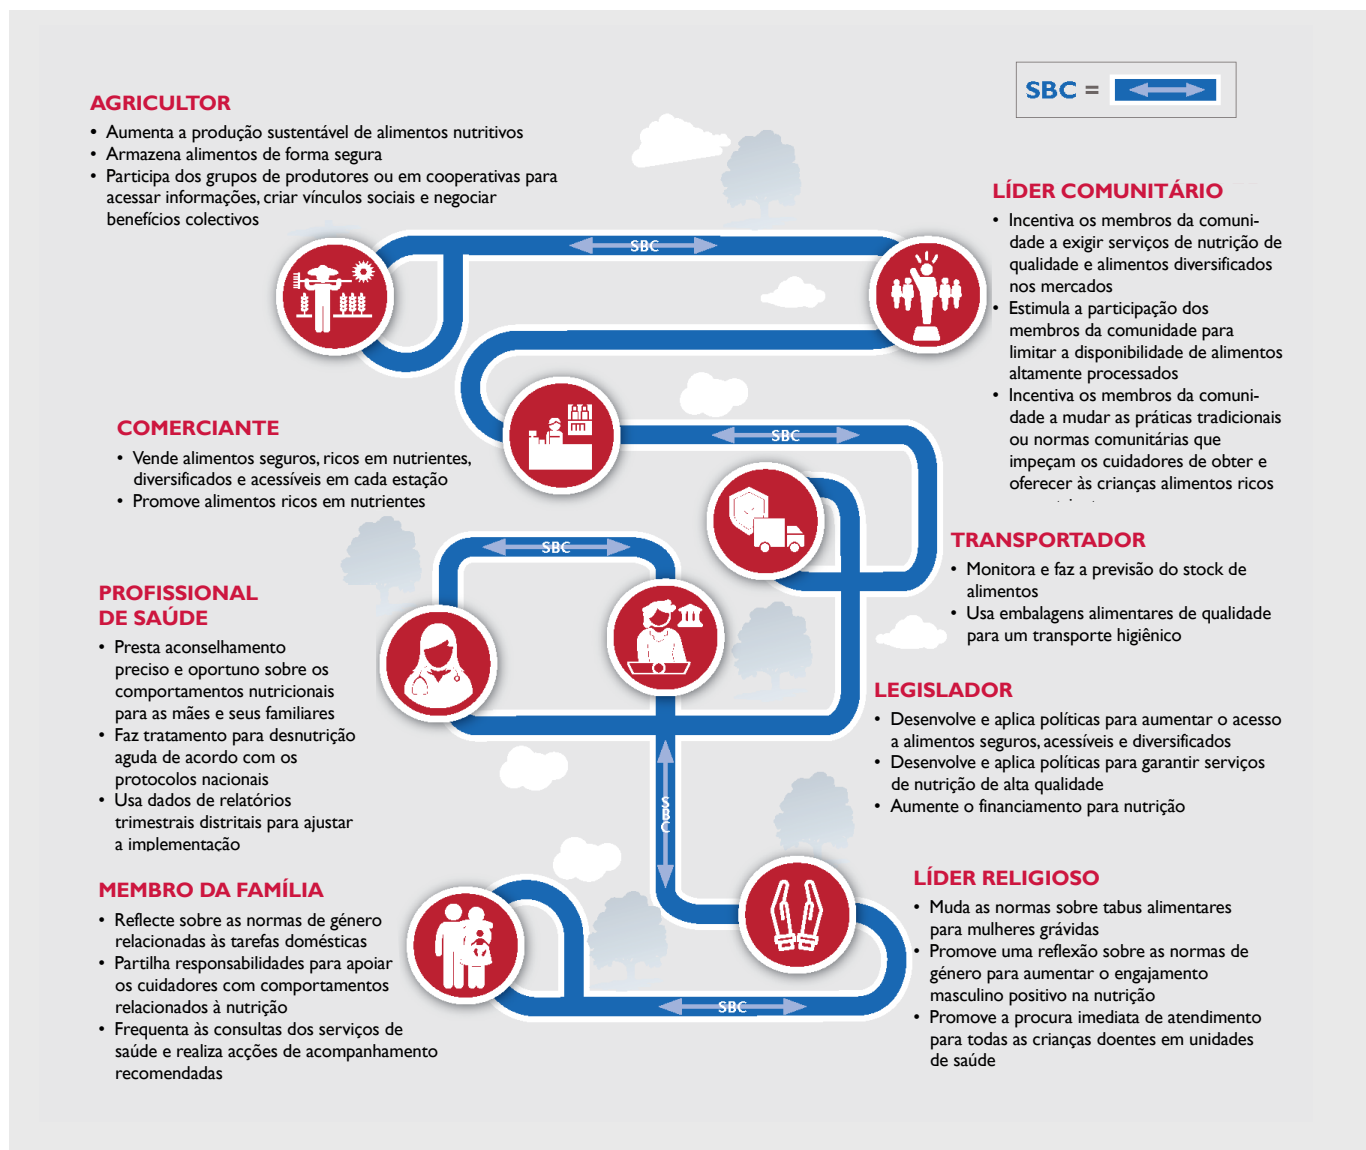 SBC =
AGRICULTOR
• Aumenta a produção sustentável de alimentos nutritivos
• Armazena alimentos de forma segura
• Participa dos grupos de produtores ou em cooperativas para
acessar informações, criar vínculos sociais e negociar
benefícios colectivos
SBC
LÍDER COMUNITÁRIO
• Incentiva os membros da comuni-
dade a exigir serviços de nutrição de
qualidade e alimentos diversificados
nos mercados
• Estimula a participação dos
membros da comunidade para
limitar a disponibilidade de alimentos
altamente processados
• Incentiva os membros da comuni-
dade a mudar as práticas tradicionais
ou normas comunitárias que
impeçam os cuidadores de obter e
oferecer às crianças alimentos ricos
COMERCIANTE
• Vende alimentos seguros, ricos em nutrientes,
diversificados e acessíveis em cada estação
• Promove alimentos ricos em nutrientes
SBC
TRANSPORTADOR
• Monitora e faz a previsão do stock de
alimentos
• Usa embalagens alimentares de qualidade
para um transporte higiênico
SBC
PROFISSIONAL
DE SAÚDE
• Presta aconselhamento
preciso e oportuno sobre os
comportamentos nutricionais
para as mães e seus familiares
• Faz tratamento para desnutrição
aguda de acordo com os
protocolos nacionais
• Usa dados de relatórios
trimestrais distritais para ajustar
a implementação
LEGISLADOR
• Desenvolve e aplica políticas para aumentar o acesso
a alimentos seguros, acessíveis e diversificados
• Desenvolve e aplica políticas para garantir serviços
de nutrição de alta qualidade
• Aumente o financiamento para nutrição
SBC
MEMBRO DA FAMÍLIA
• Reflecte sobre as normas de género
relacionadas às tarefas domésticas
• Partilha responsabilidades para apoiar
os cuidadores com comportamentos
relacionados à nutrição
• Frequenta às consultas dos serviços de
saúde e realiza acções de acompanhamento
recomendadas
LÍDER RELIGIOSO
• Muda as normas sobre tabus alimentares
para mulheres grávidas
• Promove uma reflexão sobre as normas de
género para aumentar o engajamento
masculino positivo na nutrição
• Promove a procura imediata de atendimento
para todas as crianças doentes em unidades
de saúde
SBC